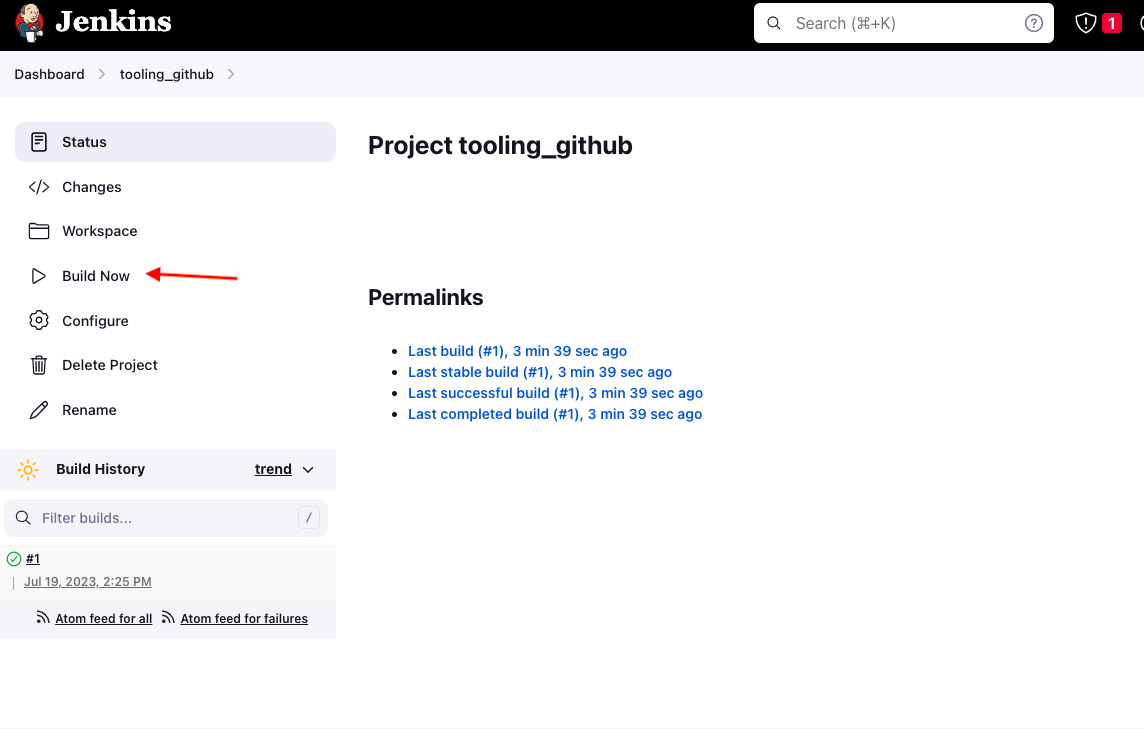 Jenkins
Search (⌘+K)
1
Dashboard
tooling_github
Status
Changes
Workspace
Build Now
Configure
Delete Project
Rename
Build History
trend
Filter builds...
/
#1
Jul 19, 2023, 2:25 PM
Atom feed for all
Atom feed for failures
Project tooling_github
Permalinks
Last build (#1), 3 min 39 sec ago
Last stable build (#1), 3 min 39 sec ago
Last successful build (#1), 3 min 39 sec ago
Last completed build (#1), 3 min 39 sec ago